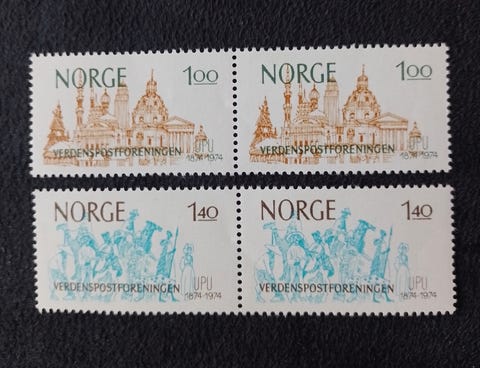 NORGE 1.00
VERDENSPOSTFORENINGEN UPU
1874-1974
NORGE 1.00
VERDENSPOSTFORENINGEN UPU
1874-1974
NORGE 1.40
UPU
VERDENSPOSTFORENINGEN 1874-1974
NORGE 1.40
UPU
VERDENSPOSTFORENINGEN 1874-1974